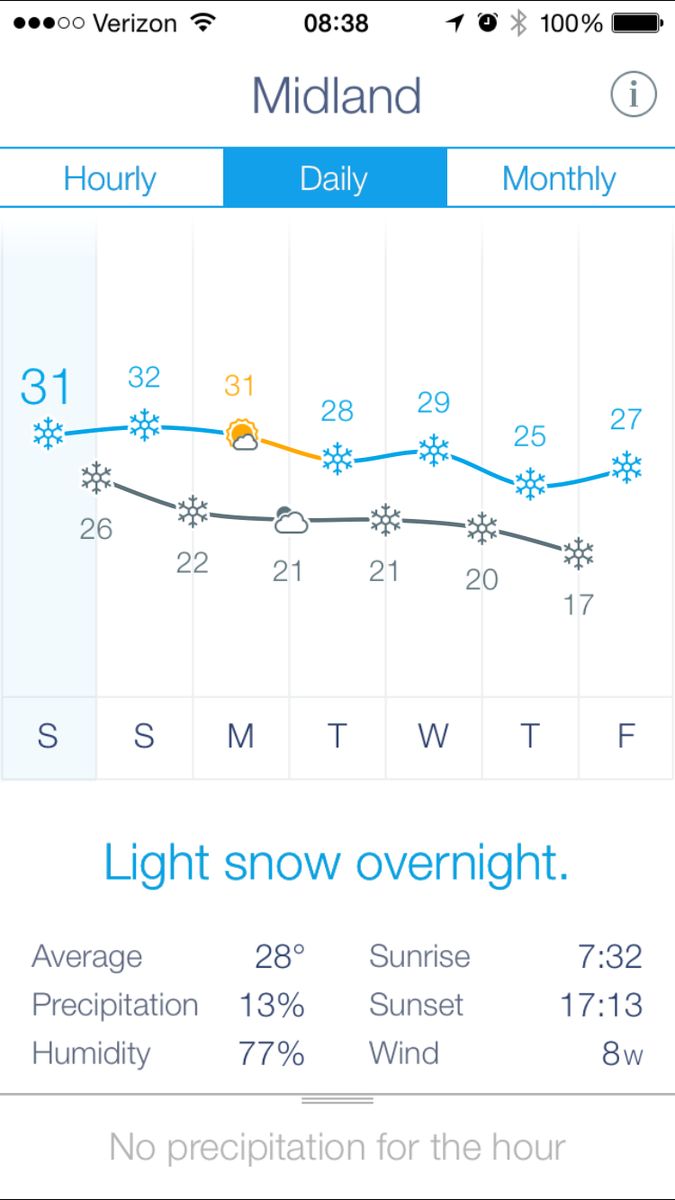 Verizon 08:38 100%
Midland i
Hourly Daily Monthly
31 32 31 28 29 25 27
26 22 21 21 20 17
S S M T W T F
Light snow overnight.
Average 28° Sunrise 7:32
Precipitation 13% Sunset 17:13
Humidity 77% Wind 8W
No precipitation for the hour